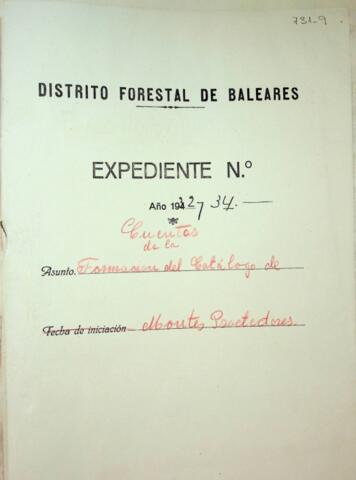 731-9
DISTRITO FORESTAL DE BALEARES
EXPEDIENTE N.º
Año 1932 y 34.
Cuentas
de la
Asunto. Formacion del Catálogo de
Fecha de iniciación Montes Protectores.